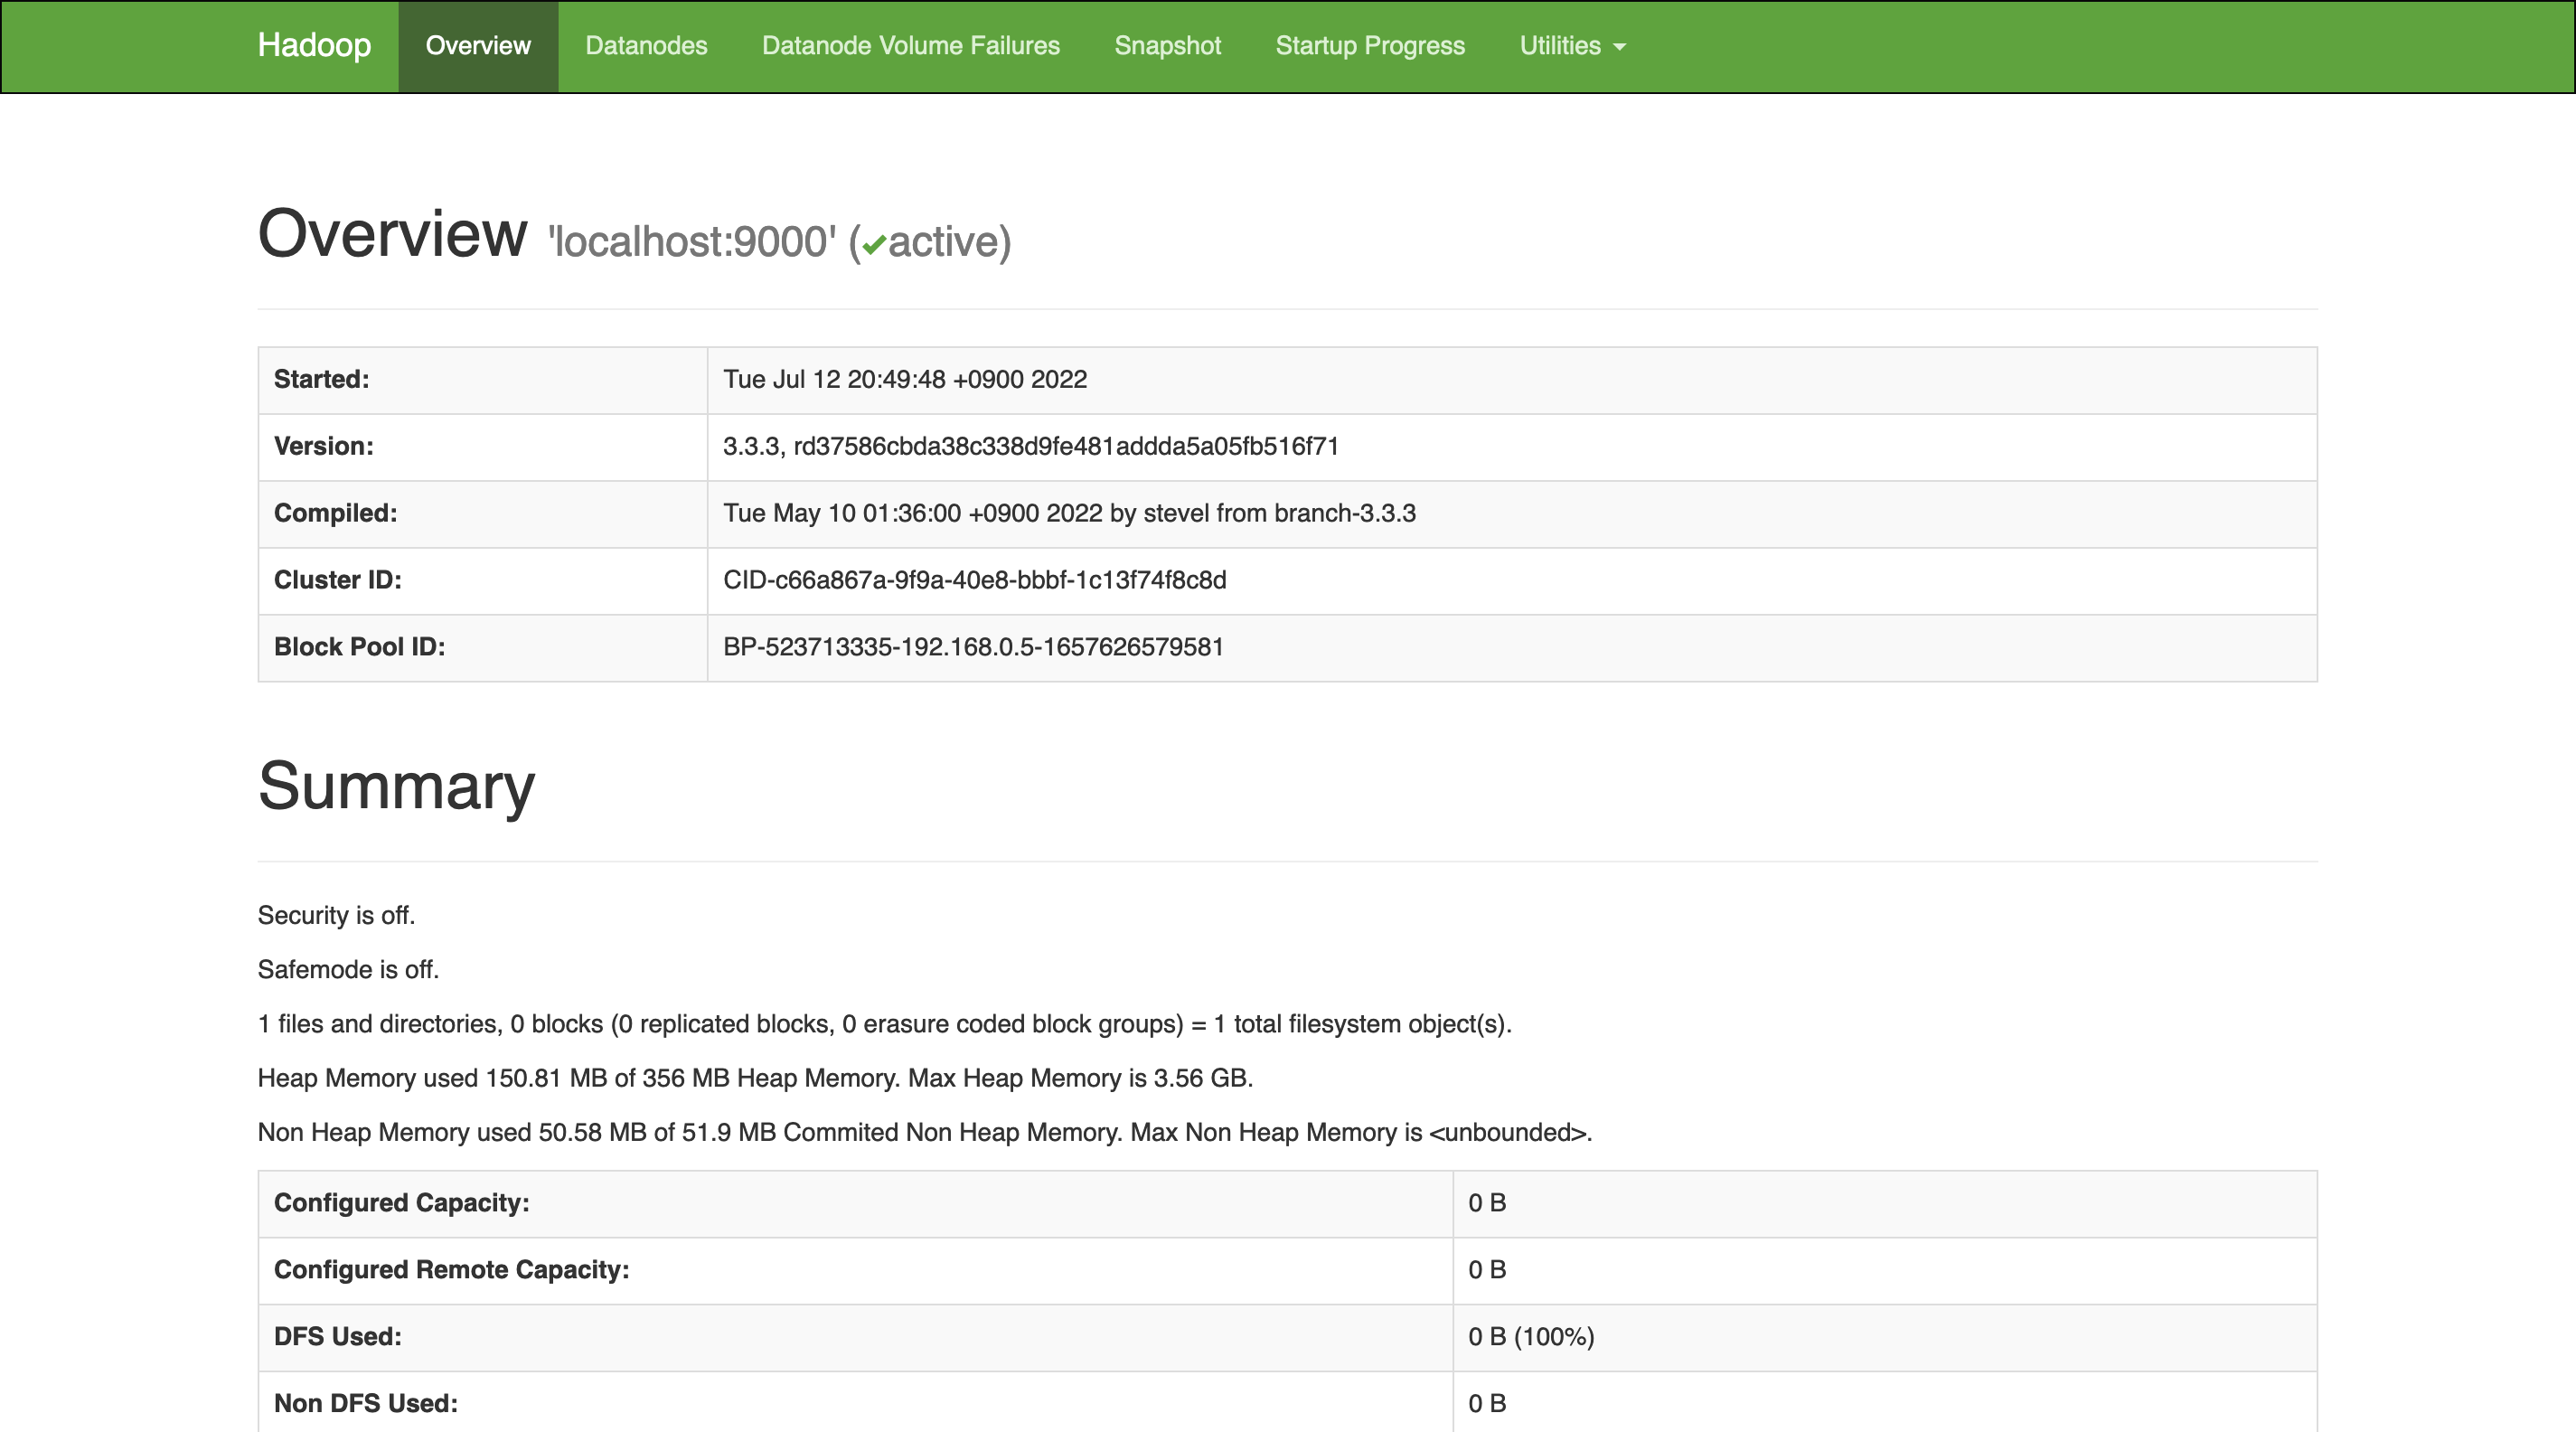 Hadoop Overview Datanodes Datanode Volume Failures Snapshot Startup Progress Utilities
Overview 'localhost:9000' (✔active)
Started: Tue Jul 12 20:49:48 +0900 2022
Version: 3.3.3, rd37586cbda38c338d9fe481addda5a05fb516f71
Compiled: Tue May 10 01:36:00 +0900 2022 by stevel from branch-3.3.3
Cluster ID: CID-c66a867a-9f9a-40e8-bbbf-1c13f74f8c8d
Block Pool ID: BP-523713335-192.168.0.5-1657626579581
Summary
Security is off.
Safemode is off.
1 files and directories, 0 blocks (0 replicated blocks, 0 erasure coded block groups) = 1 total filesystem object(s).
Heap Memory used 150.81 MB of 356 MB Heap Memory. Max Heap Memory is 3.56 GB.
Non Heap Memory used 50.58 MB of 51.9 MB Commited Non Heap Memory. Max Non Heap Memory is <unbounded>.
Configured Capacity: 0 B
Configured Remote Capacity: 0 B
DFS Used: 0 B (100%)
Non DFS Used: 0 B